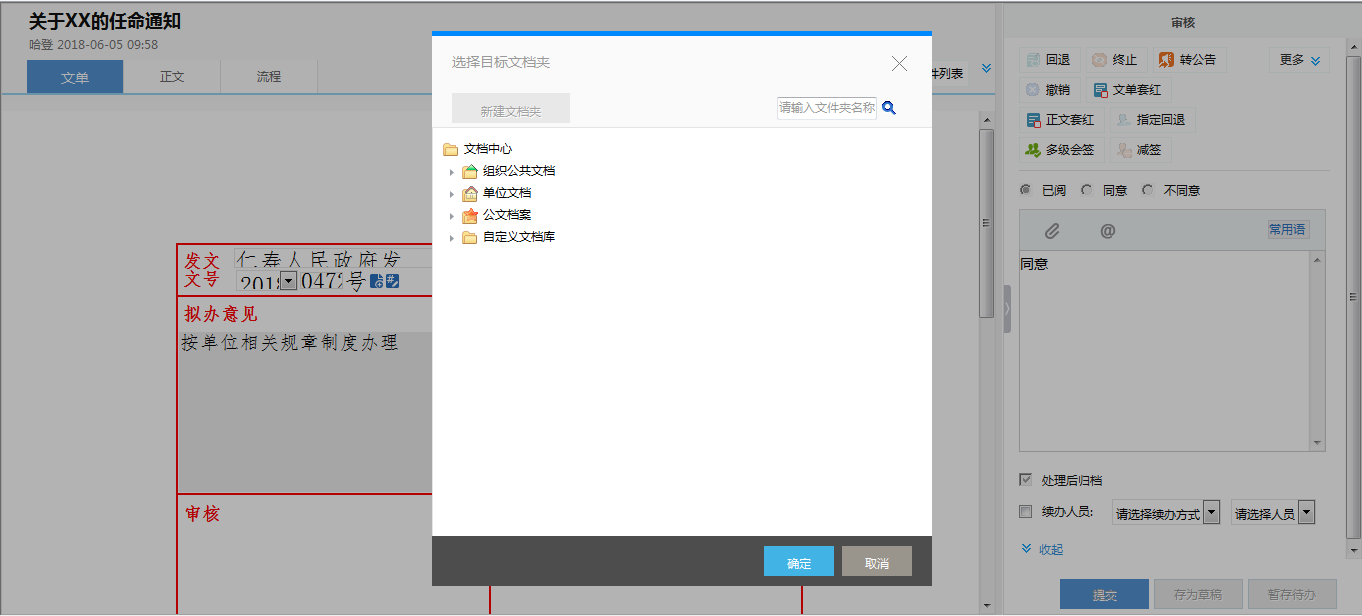 关于XX的任命通知
哈登 2018-06-05 09:58
文单
正文
流程
件列表
选择目标文档夹
新建文档夹
请输入文件夹名称
文档中心
组织公共文档
单位文档
公文档案
自定义文档库
确定
取消
发文
文号
仁寿人民政府发
号
拟办意见
按单位相关规章制度办理
审核
审核
回退
终止
转公告
更多
撤销
文单套红
正文套红
指定回退
多级会签
减签
已阅
同意
不同意
@
常用语
同意
处理后归档
续办人员:
请选择续办方式
请选择人员
收起
提交
存为草稿
暂存待办